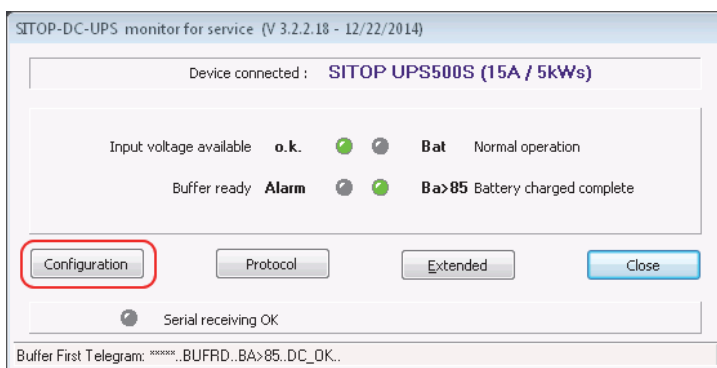 SITOP-DC-UPS monitor for service (V 3.2.2.18 - 12/22/2014)
Device connected : SITOP UPS500S (15A / 5kWs)
Input voltage available o.k. Bat Normal operation
Buffer ready Alarm Ba>85 Battery charged complete
Configuration Protocol Extended Close
Serial receiving OK
Buffer First Telegram: *****..BUFRD..BA>85..DC_OK..